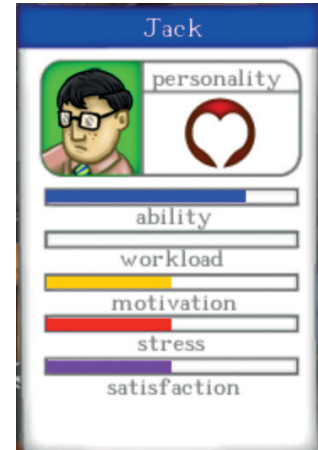 Jack
personality
ability
workload
motivation
stress
satisfaction